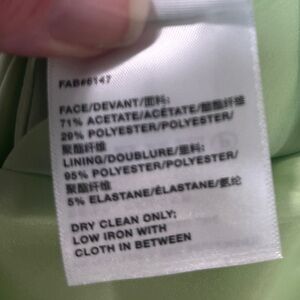 FAB#6147
FACE/DEVANT/面料:
71% ACETATE/ACÉTATE/醋酯纤维
29% POLYESTER/POLYESTER/
聚酯纤维
LINING/DOUBLURE/里料:
95% POLYESTER/POLYESTER/
聚酯纤维
5% ELASTANE/ÉLASTANE/氨纶
DRY CLEAN ONLY;
LOW IRON WITH
CLOTH IN BETWEEN